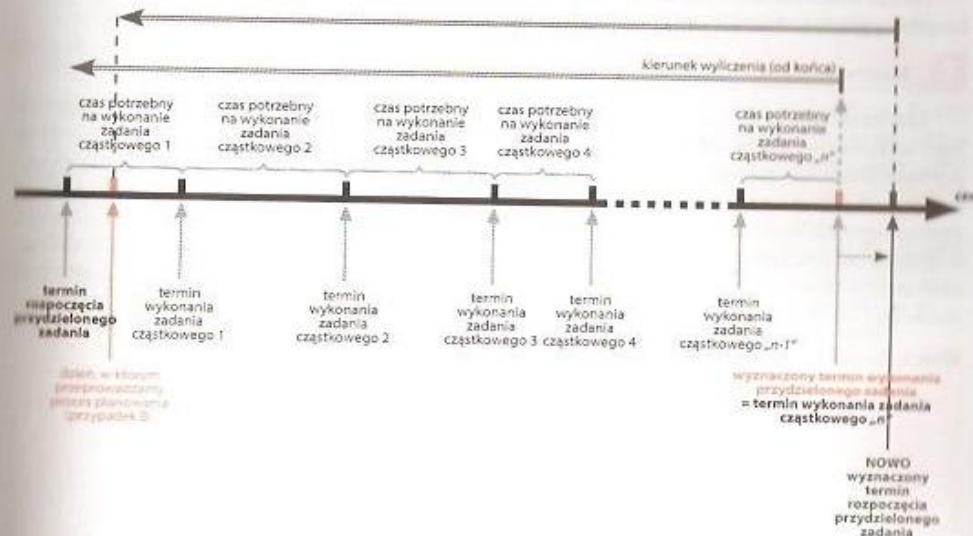 kierunek wyliczenia (od końca)
czas potrzebny
na wykonanie
zadania
cząstkowego 1
czas potrzebny
na wykonanie
zadania
cząstkowego 2
czas potrzebny
na wykonanie
zadania
cząstkowego 3
czas potrzebny
na wykonanie
zadania
cząstkowego 4
czas potrzebny
na wykonanie
zadania
cząstkowego „n"
termin
rozpoczęcia
przydzielonego
zadania
termin
wykonania
zadania
cząstkowego 1
termin
wykonania
zadania
cząstkowego 2
termin
wykonania
zadania
cząstkowego 3
termin
wykonania
zadania
cząstkowego 4
termin
wykonania
zadania
cząstkowego „n-1"
dzień w którym
przeprowadzamy
proces planowania
(przypadek
wyznaczony termin wykonania
przydzielonego zadania
= termin wykonania zadania
cząstkowego „n"
NOWO
wyznaczony
termin
rozpoczęcia
przydzielonego
zadania